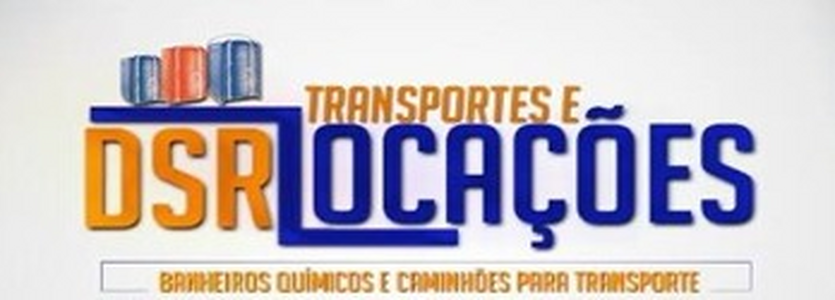 TRANSPORTES E
DSR LOCAÇÕES
BANHEIROS QUÍMICOS E CAMINHÕES PARA TRANSPORTE